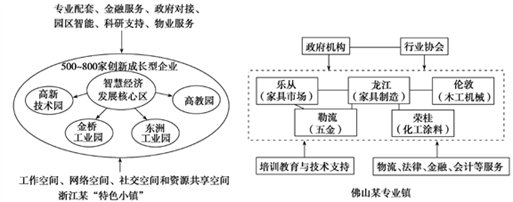 专业配套、金融服务、政府对接、
园区智能、科研支持、物业服务
500~800家创新成长型企业
智慧经济
发展核心区
高新
技术园
高教园
金桥
工业园
东洲
工业园
工作空间、网络空间、社交空间和资源共享空间
浙江某“特色小镇”
政府机构
行业协会
乐从
(家具市场)
龙江
(家具制造)
伦敦
(木工机械)
勒流
(五金)
荣桂
(化工涂料)
培训教育与技术支持
物流、法律、金融、会计等服务
佛山某专业镇